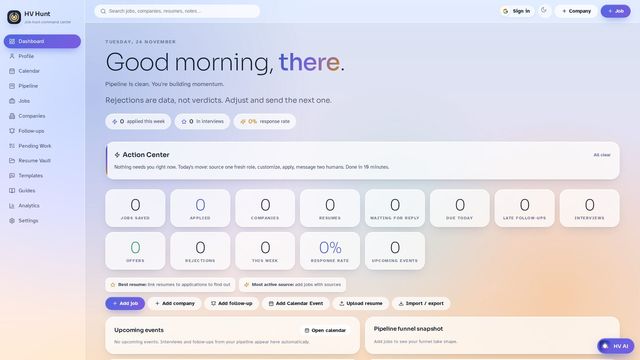 HV Hunt
Job-hunt command center
Search jobs, companies, resumes, notes...
Sign in
+ Company
+ Job
Dashboard
Profile
Calendar
Pipeline
Jobs
Companies
Follow-ups
Pending Work
Resume Vault
Templates
Guides
Analytics
Settings
TUESDAY, 24 NOVEMBER
Good morning, there.
Pipeline is clean. You're building momentum.
Rejections are data, not verdicts. Adjust and send the next one.
0 applied this week
0 in interviews
0% response rate
Action Center
All clear
Nothing needs you right now. Today's move: source one fresh role, customize, apply, message two humans. Done in 19 minutes.
0 JOBS SAVED
0 APPLIED
0 COMPANIES
0 RESUMES
0 WAITING FOR REPLY
0 DUE TODAY
0 LATE FOLLOW-UPS
0 INTERVIEWS
0 OFFERS
0 REJECTIONS
0 THIS WEEK
0% RESPONSE RATE
0 UPCOMING EVENTS
Best resume: link resumes to applications to find out
Most active source: add jobs with sources
+ Add job
+ Add company
Add follow-up
Add Calendar Event
Upload resume
Import / export
Upcoming events
Open calendar
No upcoming events. Interviews and follow-ups from your pipeline appear here automatically.
Pipeline funnel snapshot
Add jobs to see your funnel take shape.
HV AI